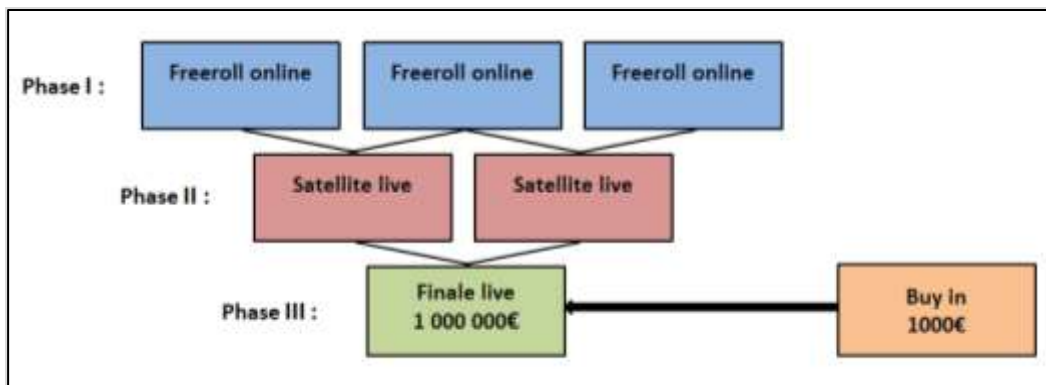 Phase I :
Freeroll online
Freeroll online
Freeroll online
Phase II :
Satellite live
Satellite live
Phase III :
Finale live
1 000 000€
Buy in
1000€